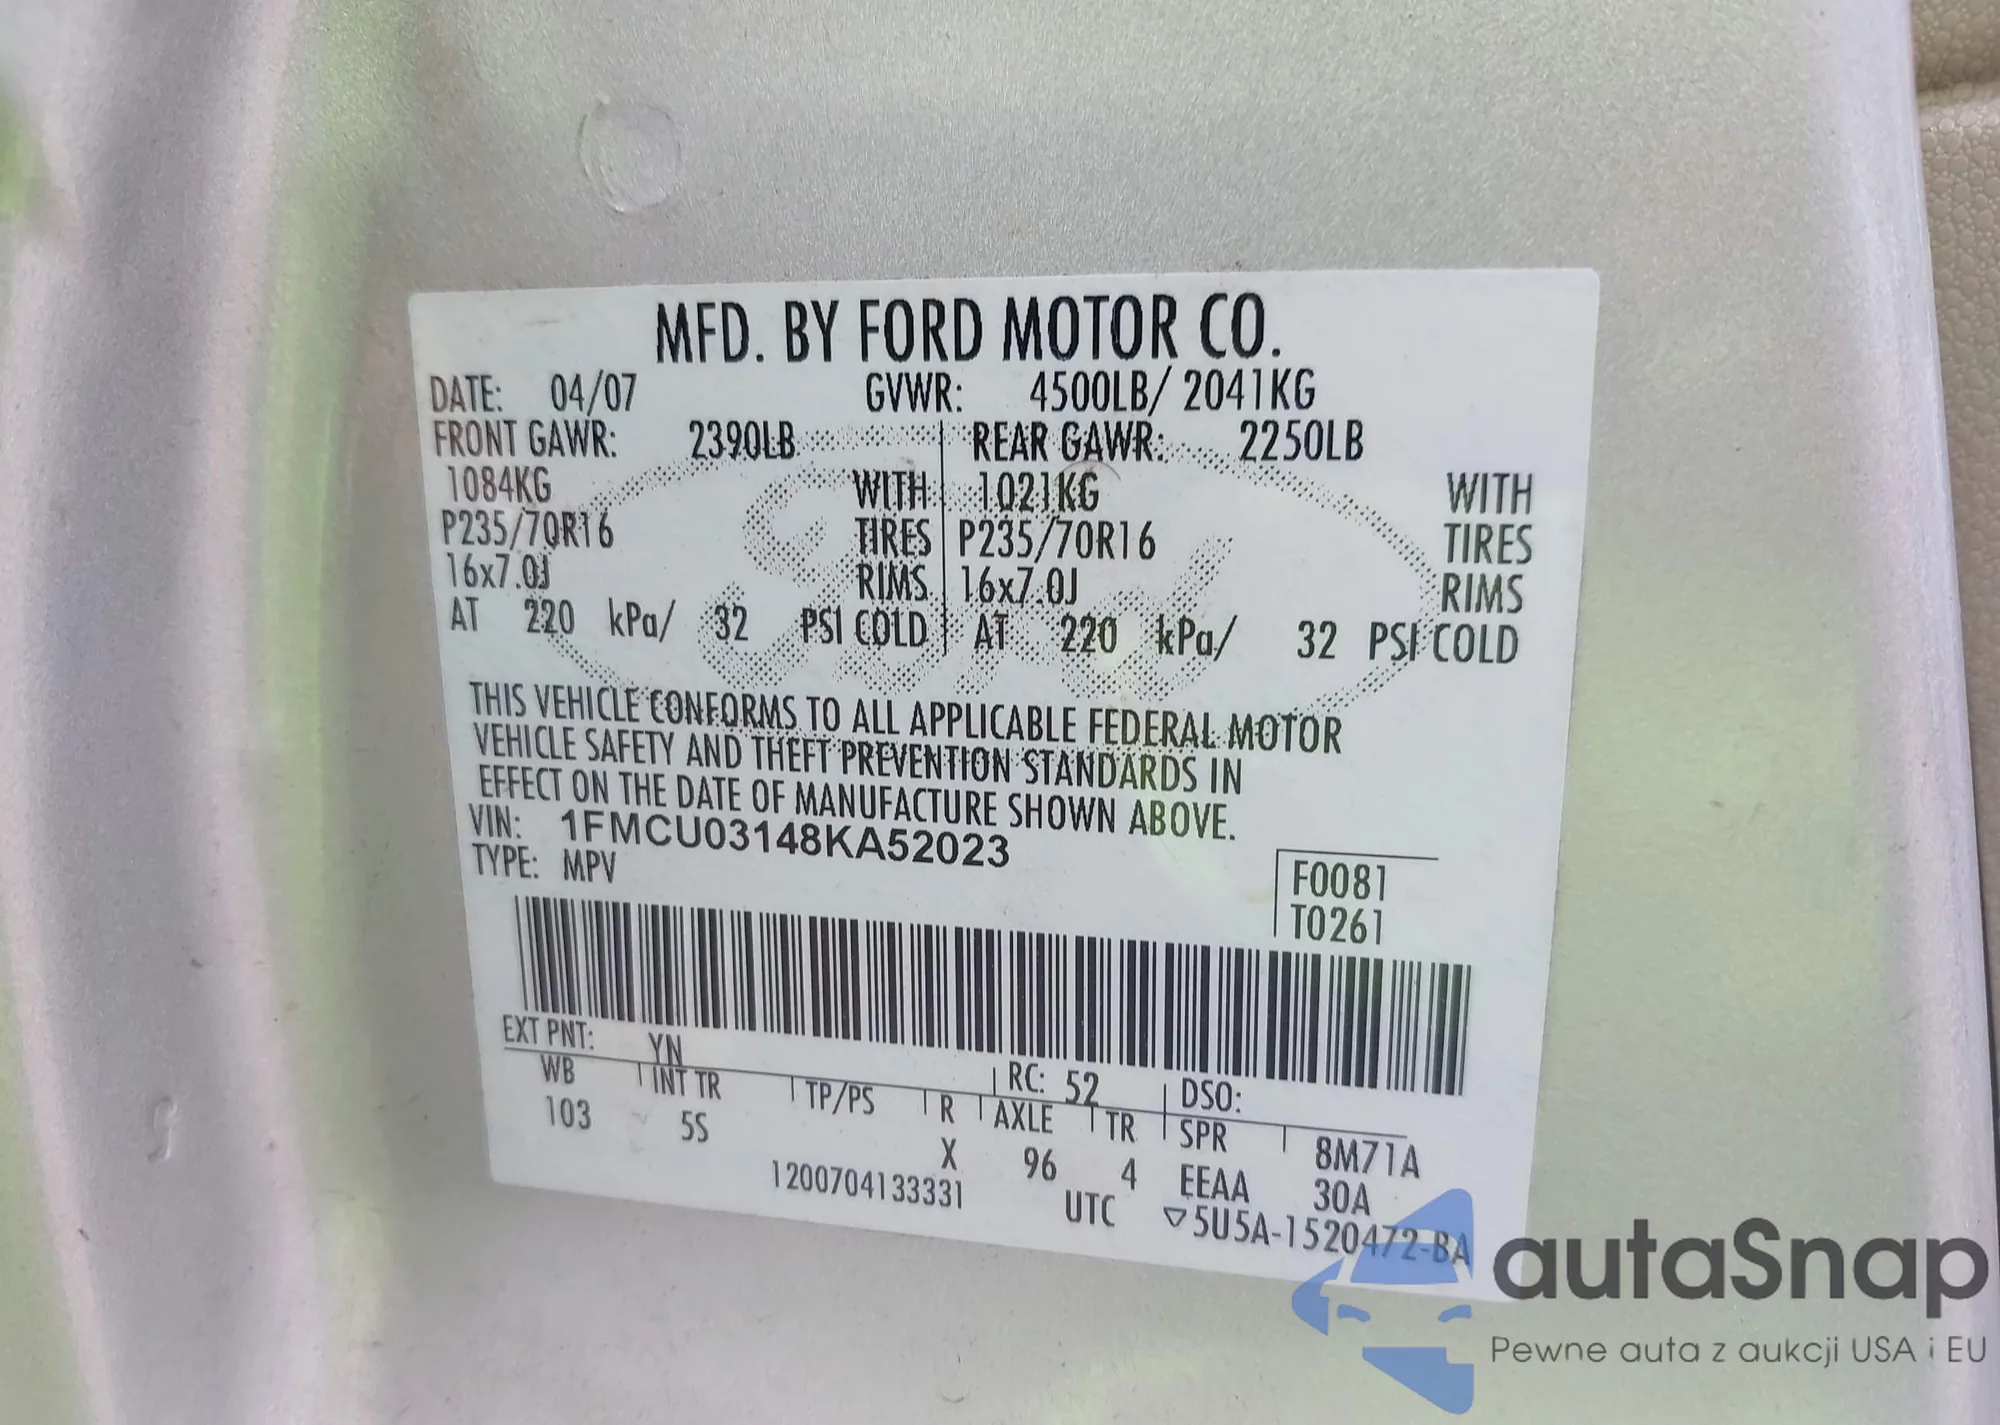 MFD. BY FORD MOTOR CO.
DATE: 04/07 GVWR: 4500LB/ 2041KG
FRONT GAWR: 2390LB REAR GAWR: 2250LB
1084KG WITH 1021KG WITH
P235/70R16 TIRES P235/70R16 TIRES
16x7.0J RIMS 16x7.0J RIMS
AT 220 kPa/ 32 PSI COLD AT 220 kPa/ 32 PSI COLD
THIS VEHICLE CONFORMS TO ALL APPLICABLE FEDERAL MOTOR
VEHICLE SAFETY AND THEFT PREVENTION STANDARDS IN
EFFECT ON THE DATE OF MANUFACTURE SHOWN ABOVE.
VIN: 1FMCU03148KA52023
TYPE: MPV
F0081
T0261
EXT PNT: YN RC: 52 DSO:
WB INT TR TP/PS R AXLE TR SPR 8M71A
103 5S X 96 4 EEAA 30A
1200704133331 UTC ▽5U5A-1520472-BA
autaSnap
Pewne auta z aukcji USA i EU